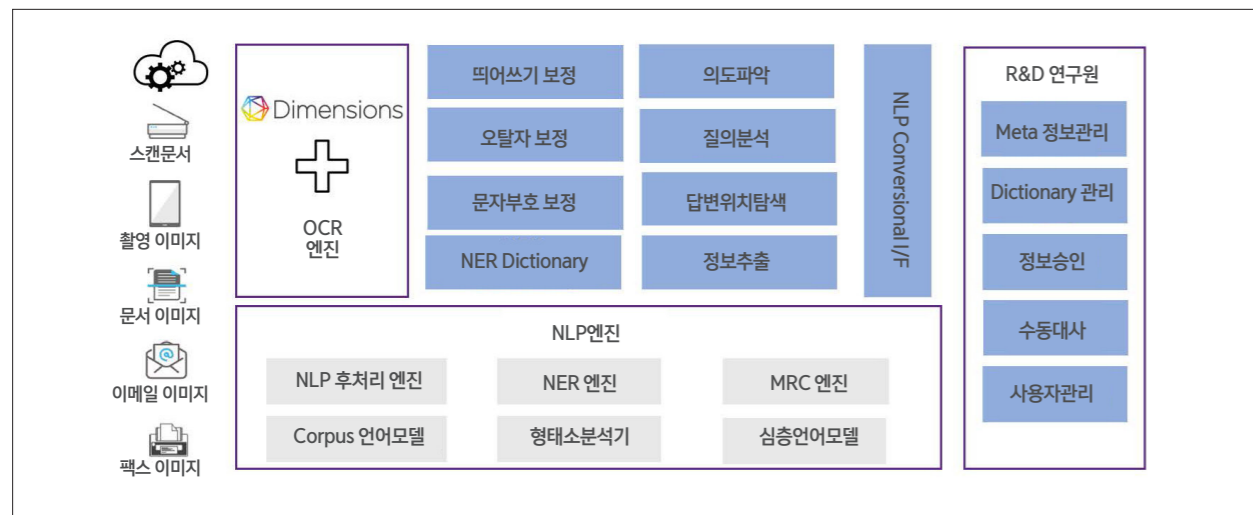 스캔문서
촬영 이미지
문서 이미지
이메일 이미지
팩스 이미지
Dimensions
OCR
엔진
띄어쓰기 보정
오탈자 보정
문자부호 보정
NER Dictionary
의도파악
질의분석
답변위치탐색
정보추출
NLP Conversional I/F
NLP엔진
NLP 후처리 엔진
NER 엔진
MRC 엔진
Corpus 언어모델
형태소분석기
심층언어모델
R&D 연구원
Meta 정보관리
Dictionary 관리
정보승인
수동대사
사용자관리